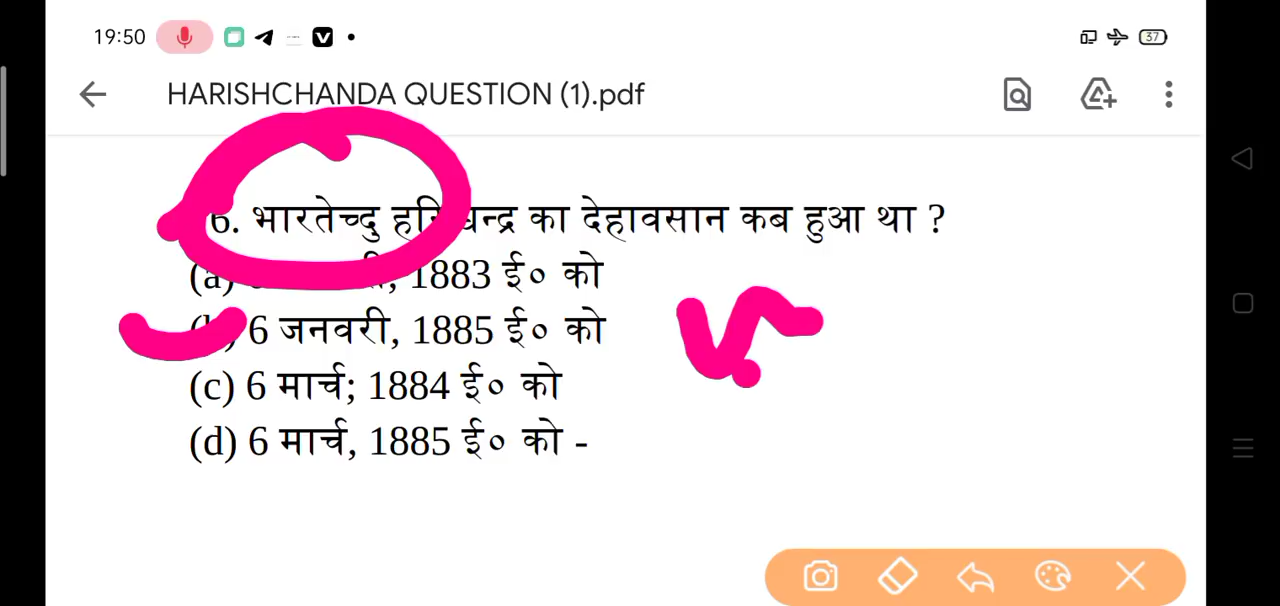 19:50
37
HARISHCHANDA QUESTION (1).pdf
6. भारतेच्दु का देहावसान कब हुआ था ?
1883 ई० को
6 जनवरी, 1885 ई० को
(c) 6 मार्च; 1884 ई० को
(d) 6 मार्च, 1885 ई० को -